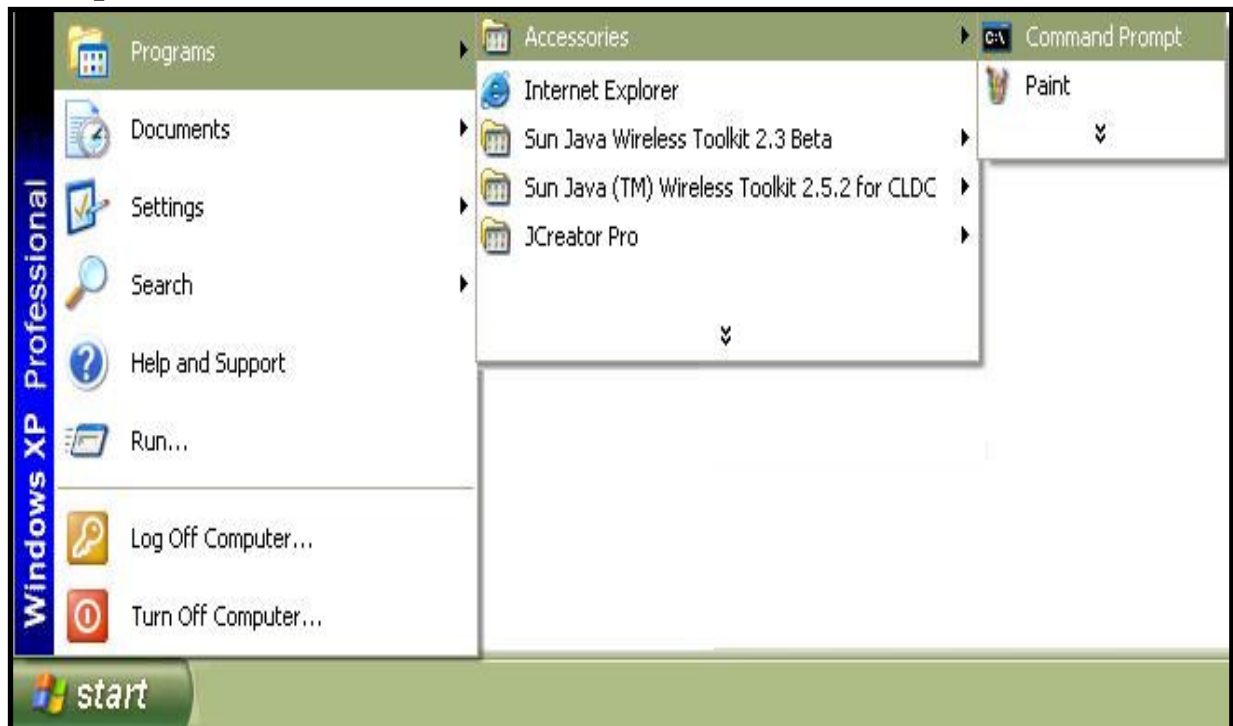 Programs
Documents
Settings
Search
Help and Support
Run...
Log Off Computer...
Turn Off Computer...
Windows XP Professional
start
Accessories
Internet Explorer
Sun Java Wireless Toolkit 2.3 Beta
Sun Java (TM) Wireless Toolkit 2.5.2 for CLDC
JCreator Pro
C:\
Command Prompt
Paint